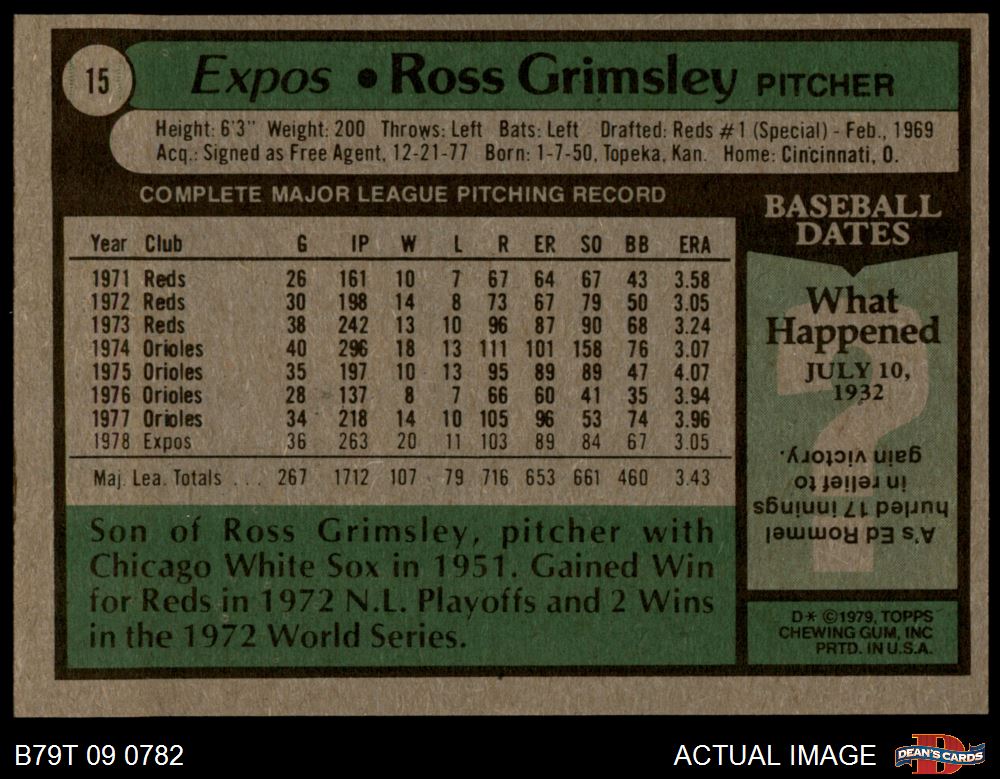 15
Expos • Ross Grimsley PITCHER
Height: 6'3" Weight: 200 Throws: Left Bats: Left Drafted: Reds #1 (Special) - Feb., 1969
Acq.: Signed as Free Agent, 12-21-77 Born: 1-7-50, Topeka, Kan. Home: Cincinnati, O.
COMPLETE MAJOR LEAGUE PITCHING RECORD
Year Club G IP W L R ER SO BB ERA
1971 Reds 26 161 10 7 67 64 67 43 3.58
1972 Reds 30 198 14 8 73 67 79 50 3.05
1973 Reds 38 242 13 10 96 87 90 68 3.24
1974 Orioles 40 296 18 13 111 101 158 76 3.07
1975 Orioles 35 197 10 13 95 89 89 47 4.07
1976 Orioles 28 137 8 7 66 60 41 35 3.94
1977 Orioles 34 218 14 10 105 96 53 74 3.96
1978 Expos 36 263 20 11 103 89 84 67 3.05
Maj. Lea. Totals . . . 267 1712 107 79 716 653 661 460 3.43
Son of Ross Grimsley, pitcher with
Chicago White Sox in 1951. Gained Win
for Reds in 1972 N.L. Playoffs and 2 Wins
in the 1972 World Series.
BASEBALL
DATES
What
Happened
JULY 10,
1932
A's Ed Rommel
hurled 17 innings
in relief to
gain victory.
D* ©1979, TOPPS
CHEWING GUM, INC
PRTD. IN U.S.A.
B79T 09 0782
ACTUAL IMAGE
D
DEAN'S CARDS